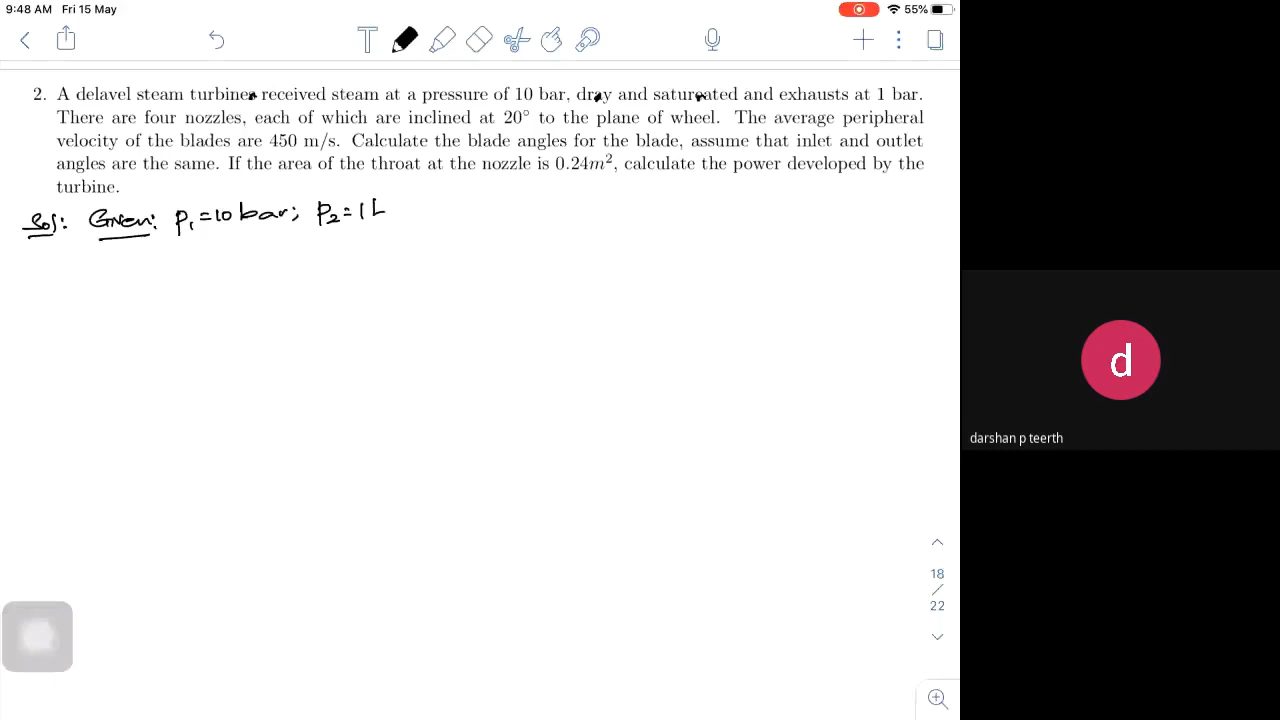 9:48 AM Fri 15 May
55%
T
2. A delavel steam turbines received steam at a pressure of 10 bar, dray and saturcated and exhausts at 1 bar.
There are four nozzles, each of which are inclined at 20° to the plane of wheel. The average peripheral
velocity of the blades are 450 m/s. Calculate the blade angles for the blade, assume that inlet and outlet
angles are the same. If the area of the throat at the nozzle is 0.24m², calculate the power developed by the
turbine.
Sol: Given: P₁ = 10 bar; P₂ = 1
18
/
22
d
darshan p teerth